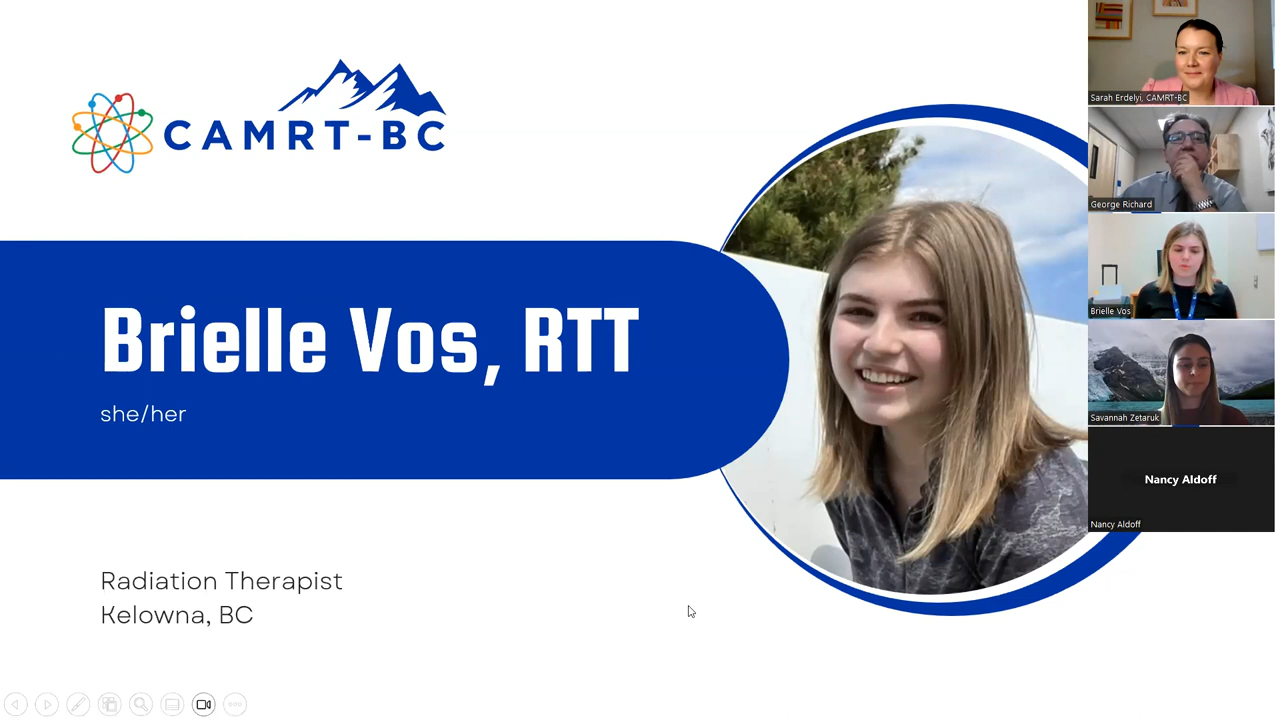 CAMRT-BC
Brielle Vos, RTT
she/her
Radiation Therapist
Kelowna, BC
Sarah Erdelyi, CAMRT-BC
George Richard
Brielle Vos
Savannah Zetaruk
Nancy Aldoff
Nancy Aldoff